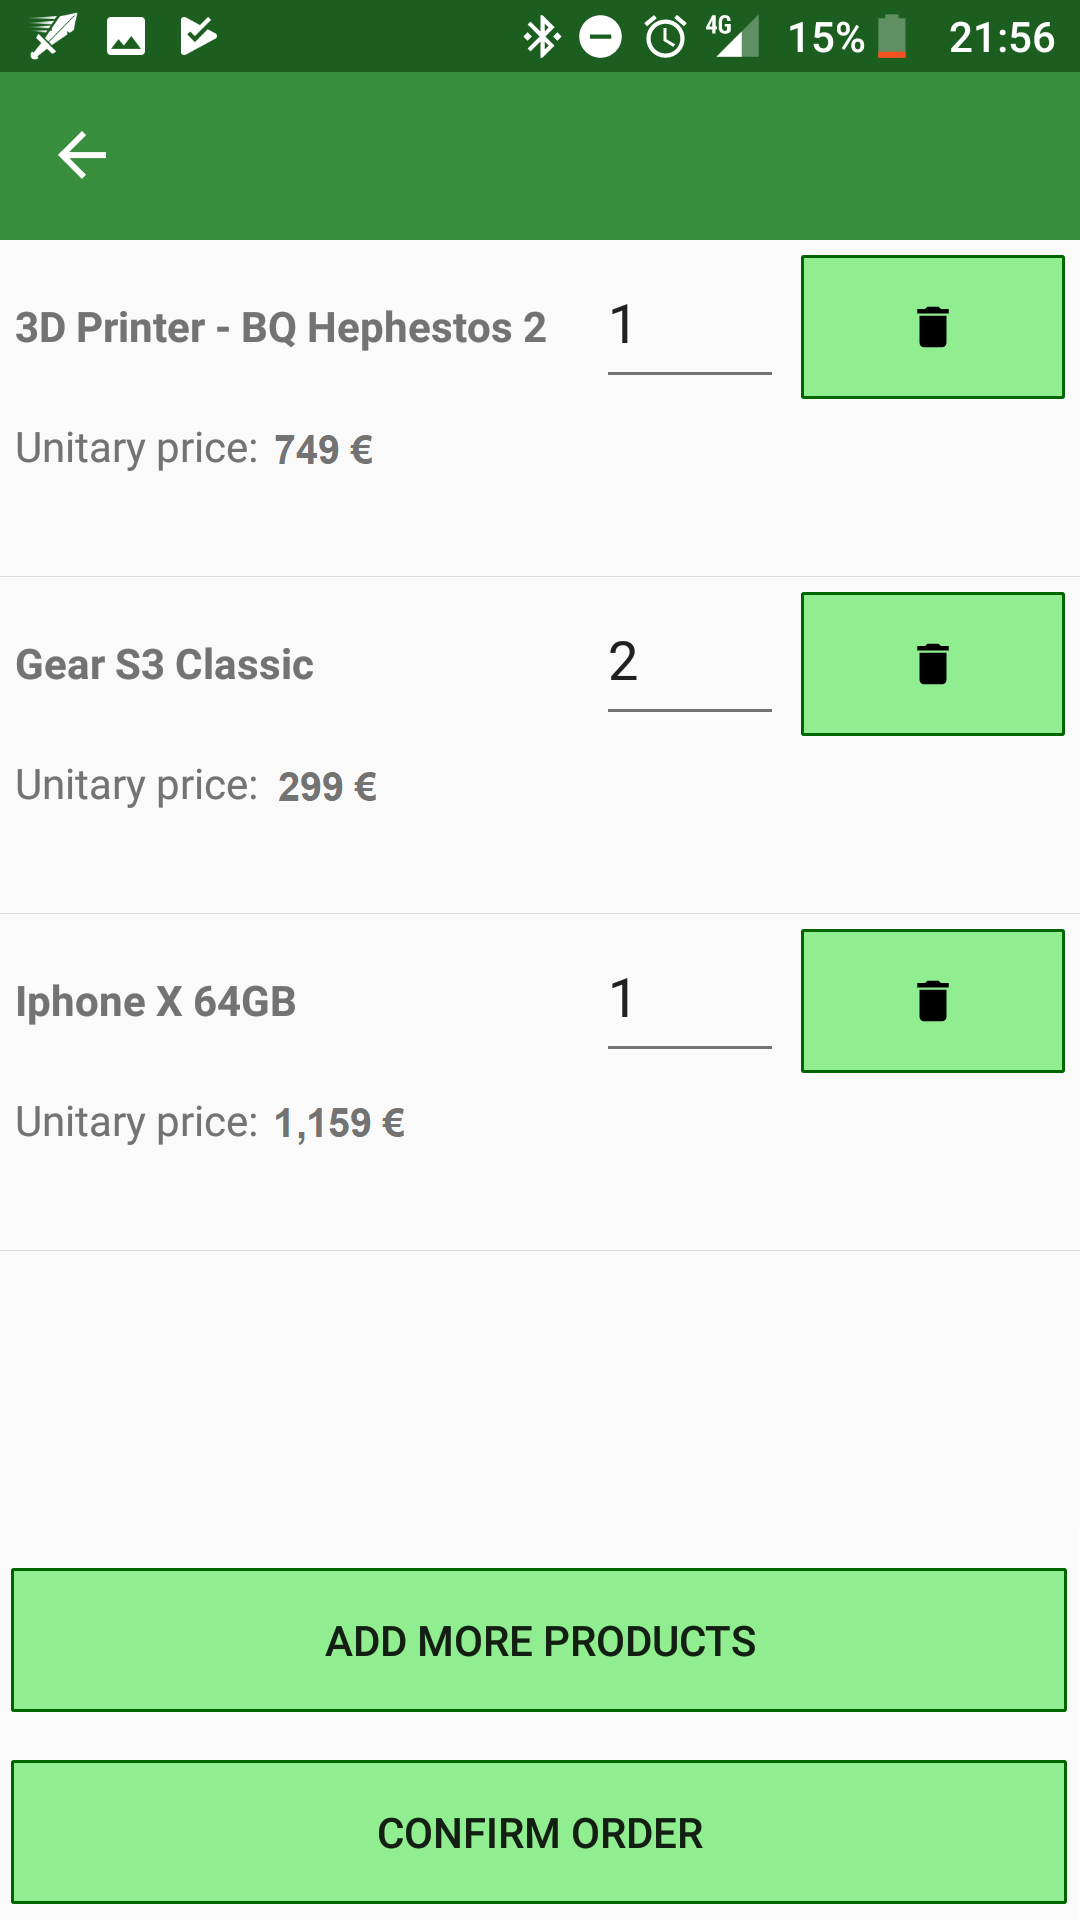 4G 15% 21:56
3D Printer - BQ Hephestos 2 1
Unitary price: 749 €
Gear S3 Classic 2
Unitary price: 299 €
Iphone X 64GB 1
Unitary price: 1,159 €
ADD MORE PRODUCTS
CONFIRM ORDER